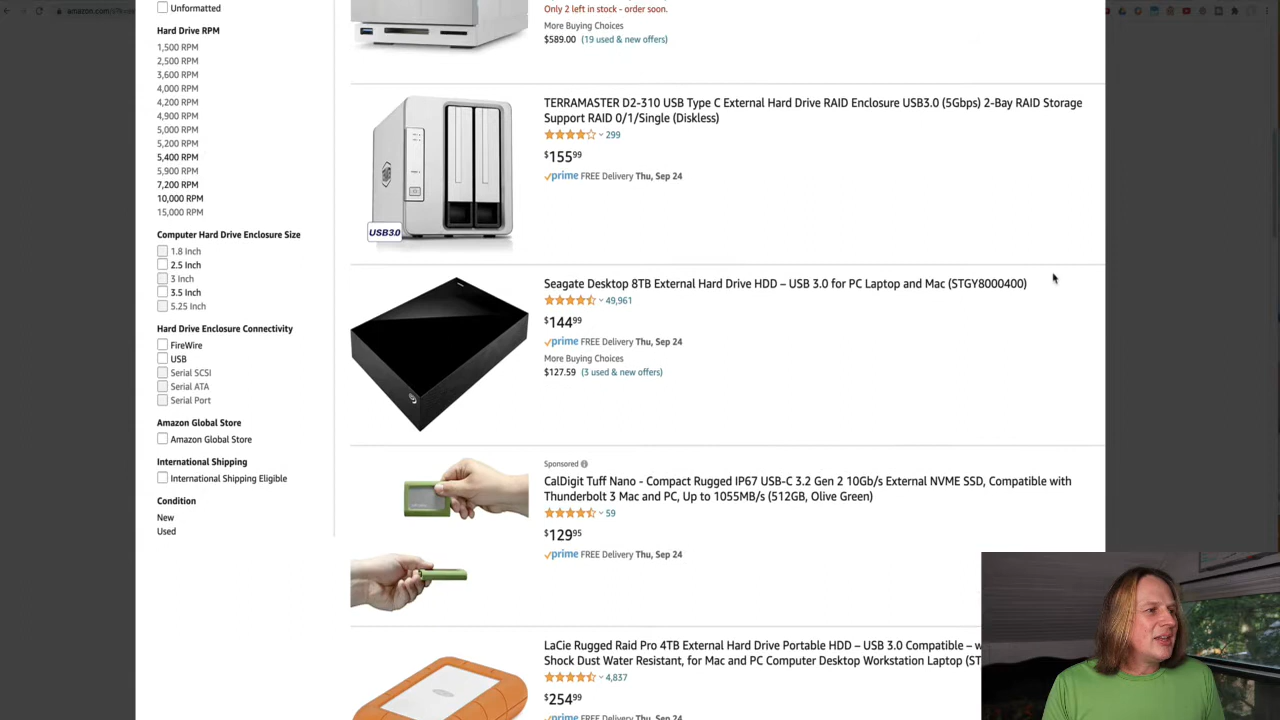 amazon.com/s?k=
Unformatted
Hard Drive RPM
1,500 RPM
2,500 RPM
3,600 RPM
4,000 RPM
4,200 RPM
4,900 RPM
5,000 RPM
5,200 RPM
5,400 RPM
5,900 RPM
7,200 RPM
10,000 RPM
15,000 RPM
Computer Hard Drive Enclosure Size
1.8 Inch
2.5 Inch
3 Inch
3.5 Inch
5.25 Inch
Hard Drive Enclosure Connectivity
FireWire
USB
Serial SCSI
Serial ATA
Serial Port
Amazon Global Store
Amazon Global Store
International Shipping
International Shipping Eligible
Condition
New
Used
Only 2 left in stock - order soon.
More Buying Choices
$589.00 (19 used & new offers)
USB3.0
TERRAMASTER D2-310 USB Type C External Hard Drive RAID Enclosure USB3.0 (5Gbps) 2-Bay RAID Storage
Support RAID 0/1/Single (Diskless)
299
$155 99
prime FREE Delivery Thu, Sep 24
Seagate Desktop 8TB External Hard Drive HDD – USB 3.0 for PC Laptop and Mac (STGY8000400)
49,961
$144 99
prime FREE Delivery Thu, Sep 24
More Buying Choices
$127.59 (3 used & new offers)
Sponsored
CalDigit Tuff Nano - Compact Rugged IP67 USB-C 3.2 Gen 2 10Gb/s External NVME SSD, Compatible with
Thunderbolt 3 Mac and PC, Up to 1055MB/s (512GB, Olive Green)
59
$129 95
prime FREE Delivery Thu, Sep 24
LaCie Rugged Raid Pro 4TB External Hard Drive Portable HDD – USB 3.0 Compatible – w
Shock Dust Water Resistant, for Mac and PC Computer Desktop Workstation Laptop (ST
4,837
$254 99
prime FREE Delivery Thu, Sep 24